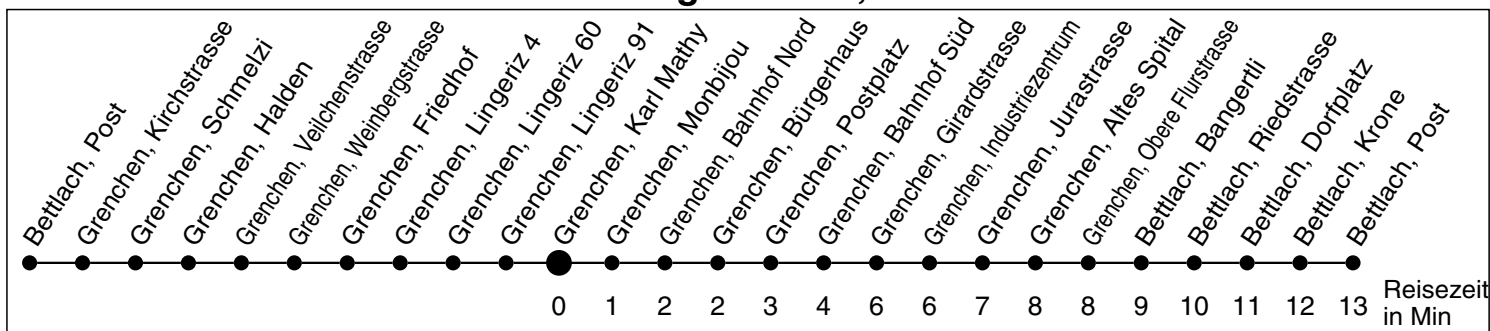 Bettlach, Post
Grenchen, Kirchstrasse
Grenchen, Schmelzi
Grenchen, Halden
Grenchen, Veilchenstrasse
Grenchen, Weinbergstrasse
Grenchen, Friedhof
Grenchen, Lingeriz 4
Grenchen, Lingeriz 60
Grenchen, Lingeriz 91
Grenchen, Karl Mathy
Grenchen, Monbijou
Grenchen, Bahnhof Nord
Grenchen, Bürgerhaus
Grenchen, Postplatz
Grenchen, Bahnhof Süd
Grenchen, Girardstrasse
Grenchen, Industriezentrum
Grenchen, Jurastrasse
Grenchen, Altes Spital
Grenchen, Obere Flurstrasse
Bettlach, Bangertli
Bettlach, Riedstrasse
Bettlach, Dorfplatz
Bettlach, Krone
Bettlach, Post
0 1 2 2 3 4 6 6 7 8 8 9 10 11 12 13
Reisezeit
in Min